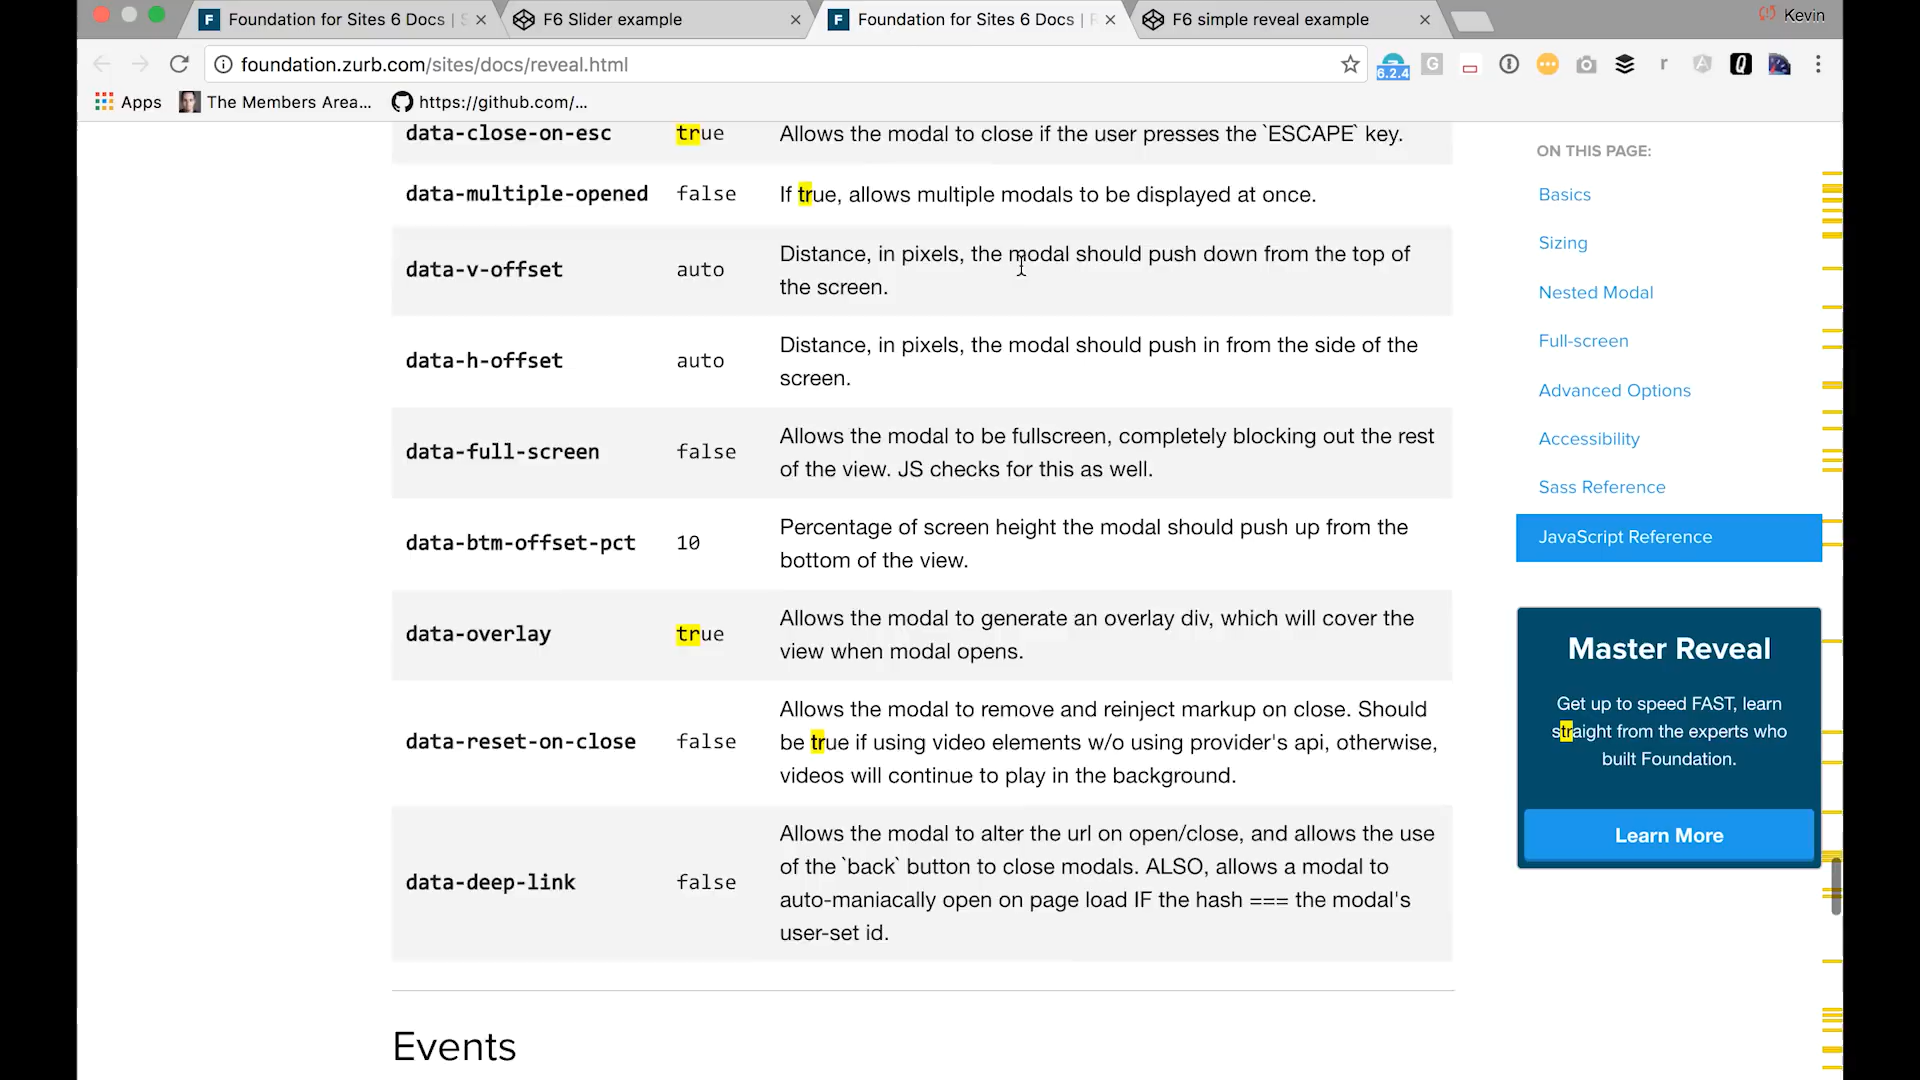 Foundation for Sites 6 Docs | S
F6 Slider example
Foundation for Sites 6 Docs | R
F6 simple reveal example
Kevin
foundation.zurb.com/sites/docs/reveal.html
6.2.4
Apps
The Members Area...
https://github.com/...
data-close-on-esc true Allows the modal to close if the user presses the `ESCAPE` key.
data-multiple-opened false If true, allows multiple modals to be displayed at once.
data-v-offset auto Distance, in pixels, the modal should push down from the top of
the screen.
data-h-offset auto Distance, in pixels, the modal should push in from the side of the
screen.
data-full-screen false Allows the modal to be fullscreen, completely blocking out the rest
of the view. JS checks for this as well.
data-btm-offset-pct 10 Percentage of screen height the modal should push up from the
bottom of the view.
data-overlay true Allows the modal to generate an overlay div, which will cover the
view when modal opens.
data-reset-on-close false Allows the modal to remove and reinject markup on close. Should
be true if using video elements w/o using provider's api, otherwise,
videos will continue to play in the background.
data-deep-link false Allows the modal to alter the url on open/close, and allows the use
of the `back` button to close modals. ALSO, allows a modal to
auto-maniacally open on page load IF the hash === the modal's
user-set id.
Events
ON THIS PAGE:
Basics
Sizing
Nested Modal
Full-screen
Advanced Options
Accessibility
Sass Reference
JavaScript Reference
Master Reveal
Get up to speed FAST, learn
straight from the experts who
built Foundation.
Learn More